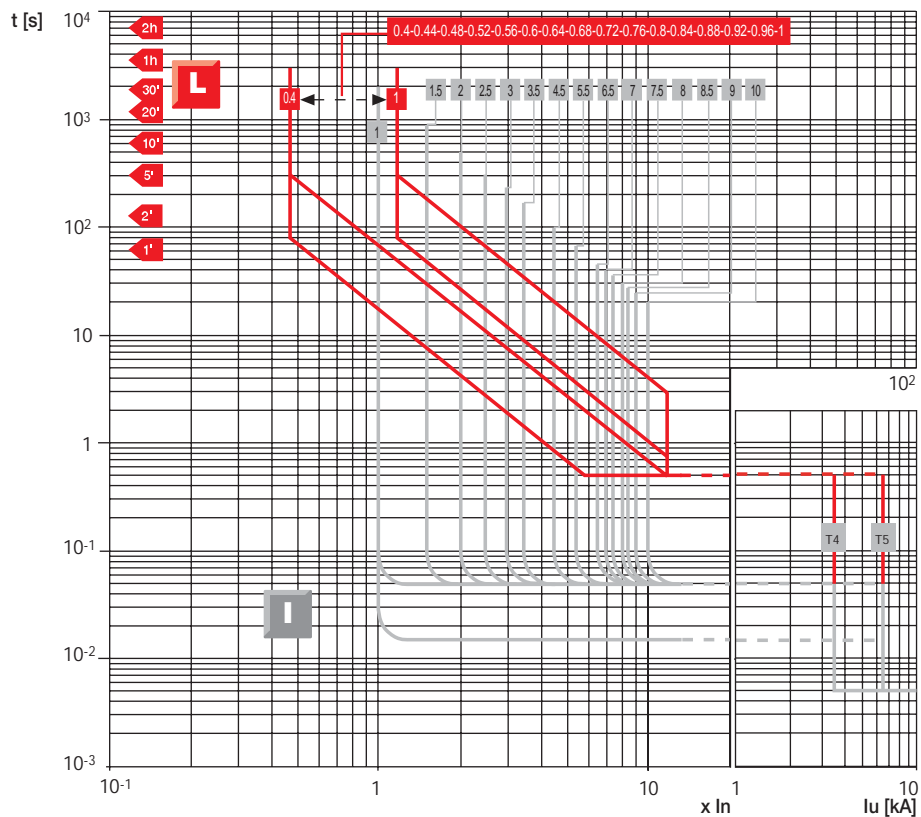 t [s]
10⁴
2h
0.4-0.44-0.48-0.52-0.56-0.6-0.64-0.68-0.72-0.76-0.8-0.84-0.88-0.92-0.96-1
1h
L
30'
0.4
1
1.5 2 2.5 3 3.5 4.5 5.5 6.5 7 7.5 8 8.5 9 10
20'
10³
1
10'
5'
2'
10²
1'
10
10²
1
10⁻¹
T4 T5
I
10⁻²
10⁻³
10⁻¹ 1 10 1 10
x In Iu [kA]